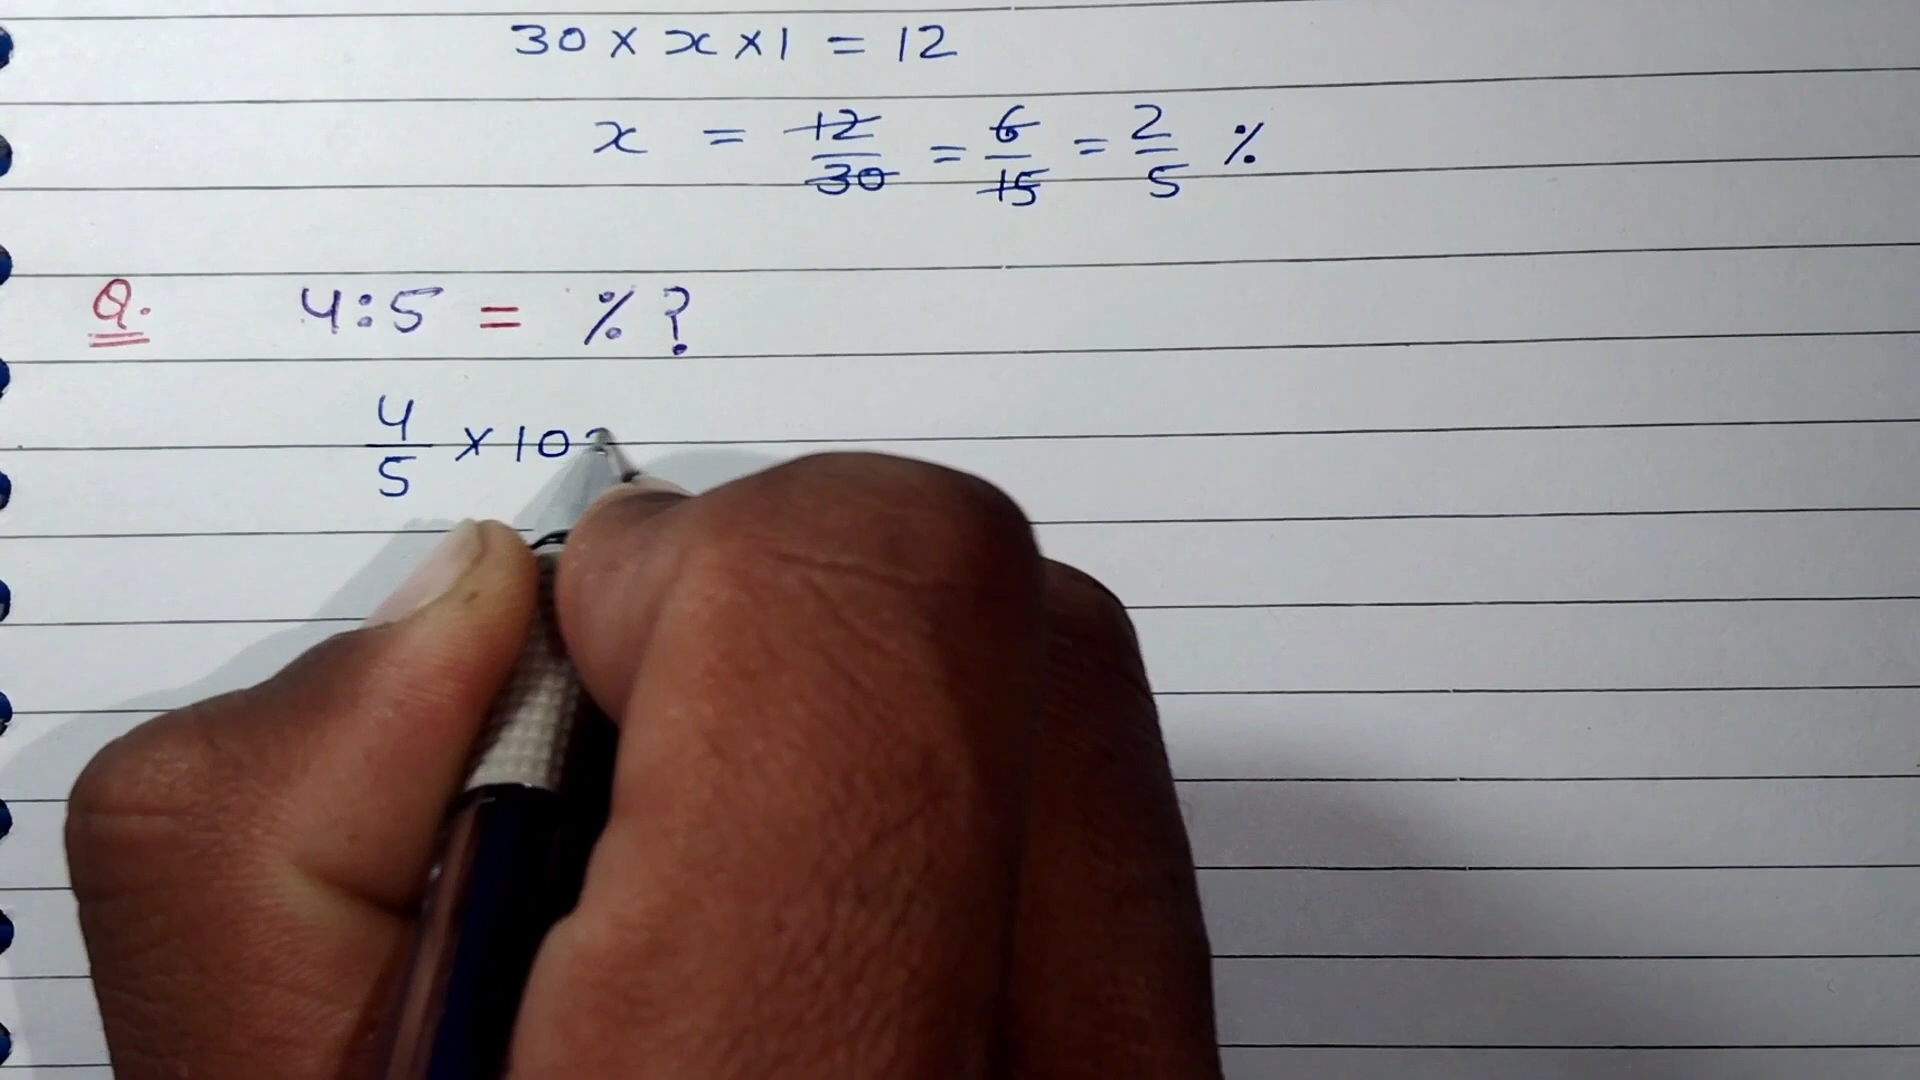 30 × x × 1 = 12
x = 12/30 = 6/15 = 2/5 %
Q. 4:5 = % ?
4/5 × 10